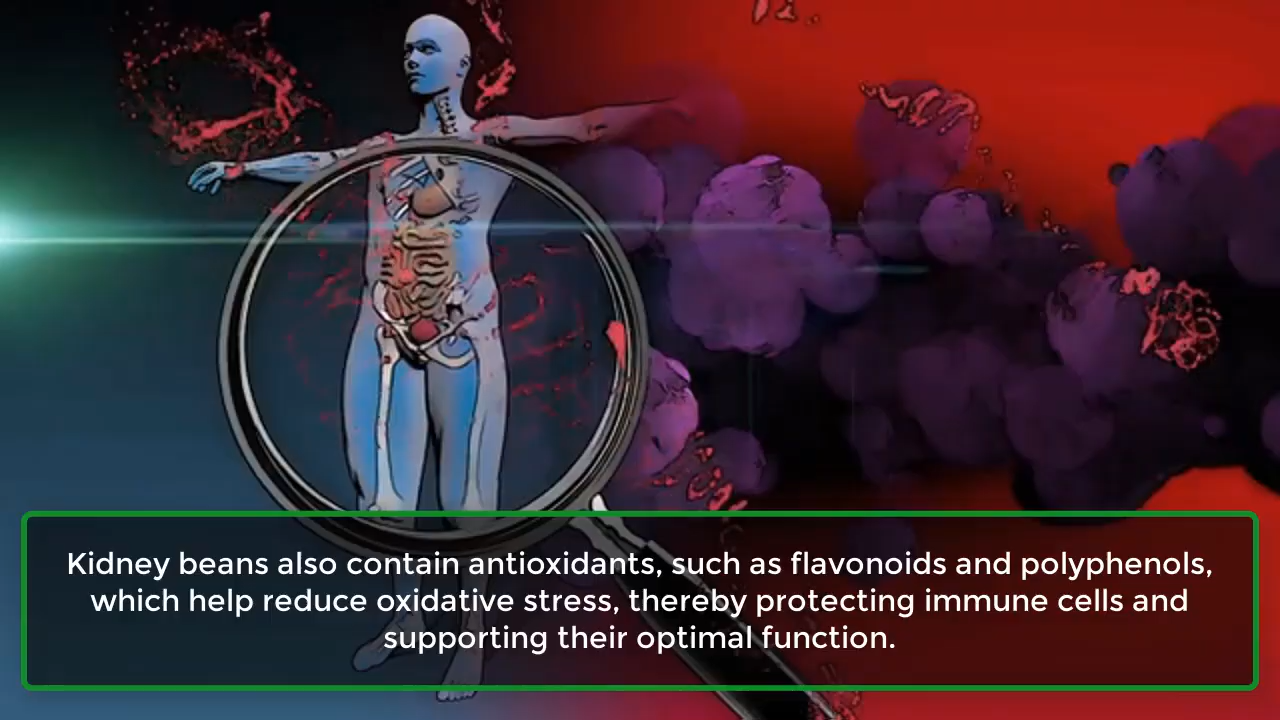 Kidney beans also contain antioxidants, such as flavonoids and polyphenols,
which help reduce oxidative stress, thereby protecting immune cells and
supporting their optimal function.